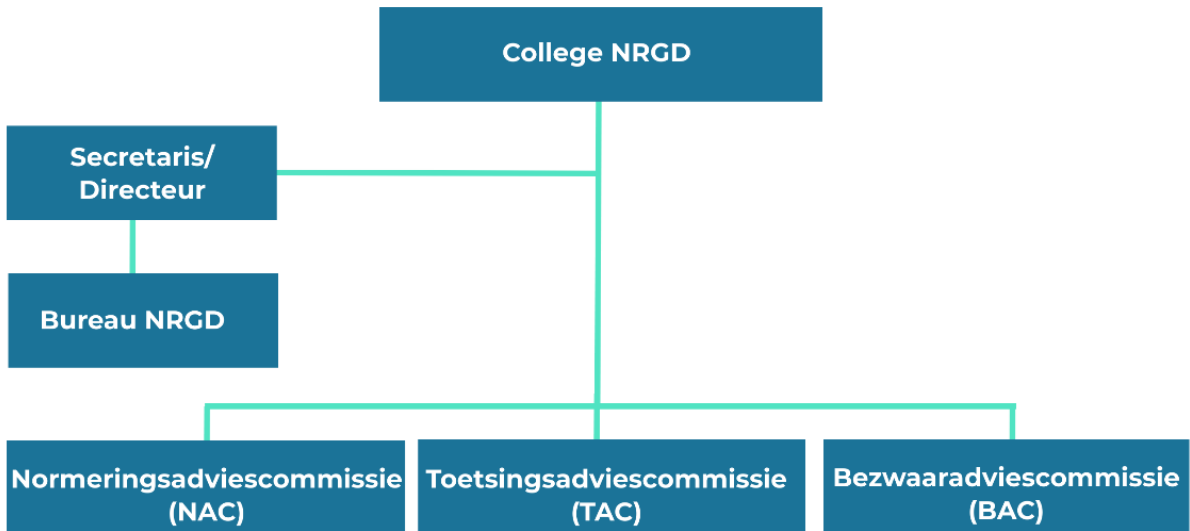 College NRGD
Secretaris/
Directeur
Bureau NRGD
Normeringsadviescommissie
(NAC)
Toetsingsadviescommissie
(TAC)
Bezwaaradviescommissie
(BAC)